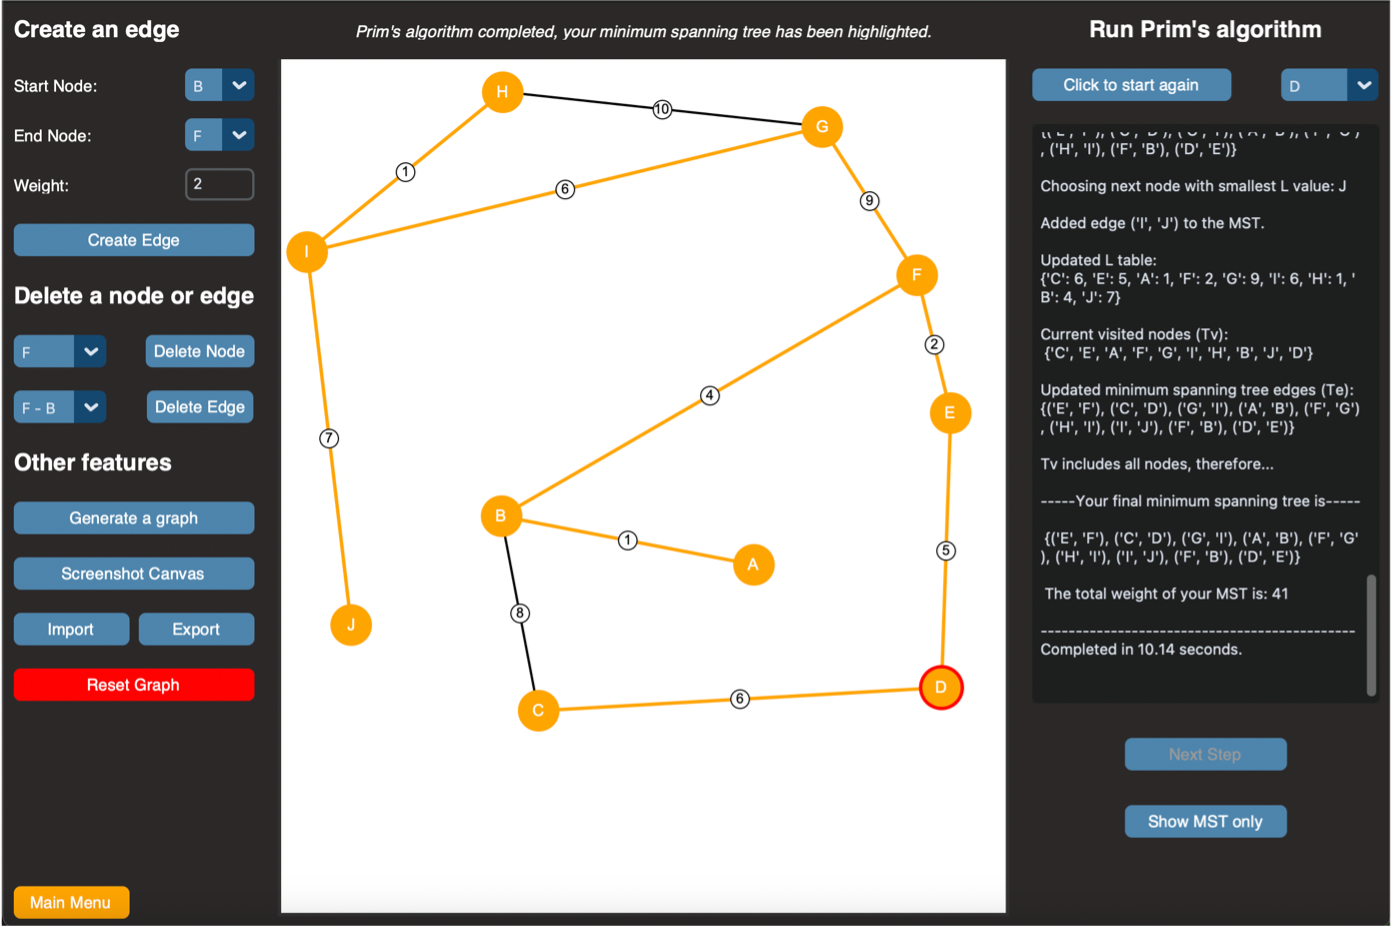 Create an edge
Prim's algorithm completed, your minimum spanning tree has been highlighted.
Run Prim's algorithm
Start Node:
B
End Node:
F
Weight:
2
Create Edge
Delete a node or edge
F
Delete Node
F - B
Delete Edge
Other features
Generate a graph
Screenshot Canvas
Import
Export
Reset Graph
Main Menu
H
10
G
1
6
9
I
F
2
4
E
7
B
1
A
5
8
J
6
D
C
Click to start again
D
, ('H', 'I'), ('F', 'B'), ('D', 'E')}
Choosing next node with smallest L value: J
Added edge ('I', 'J') to the MST.
Updated L table:
{'C': 6, 'E': 5, 'A': 1, 'F': 2, 'G': 9, 'I': 6, 'H': 1, '
B': 4, 'J': 7}
Current visited nodes (Tv):
{'C', 'E', 'A', 'F', 'G', 'I', 'H', 'B', 'J', 'D'}
Updated minimum spanning tree edges (Te):
{('E', 'F'), ('C', 'D'), ('G', 'I'), ('A', 'B'), ('F', 'G')
, ('H', 'I'), ('I', 'J'), ('F', 'B'), ('D', 'E')}
Tv includes all nodes, therefore...
-----Your final minimum spanning tree is-----
{('E', 'F'), ('C', 'D'), ('G', 'I'), ('A', 'B'), ('F', 'G'
), ('H', 'I'), ('I', 'J'), ('F', 'B'), ('D', 'E')}
The total weight of your MST is: 41
---------------------------------------------
Completed in 10.14 seconds.
Next Step
Show MST only